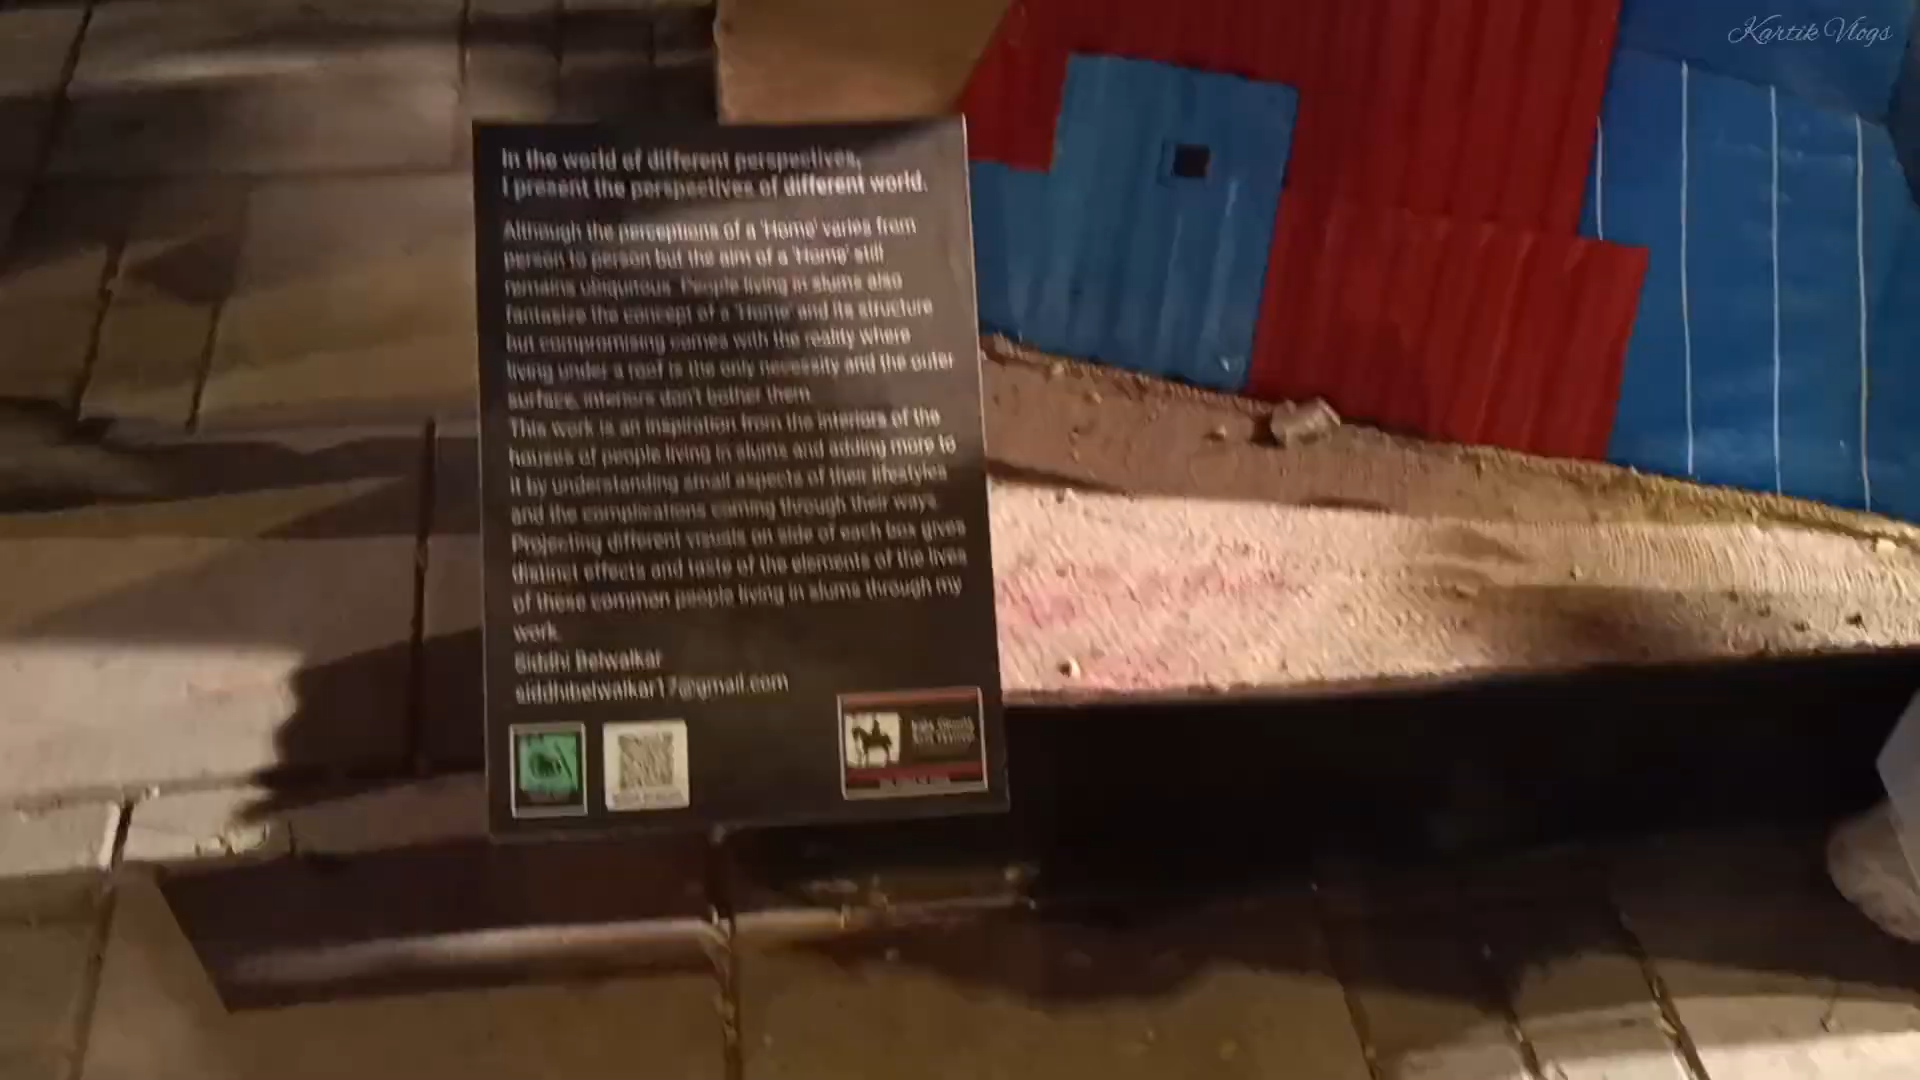 Kartik Vlogs
In the world of different perspectives,
I present the perspectives of different world.
Although the perceptions of a 'Home' varies from
person to person but the aim of a 'Home' still
remains ubiquitous. People living in slums also
fantasize the concept of a 'Home' and its structure
but compromising comes with the reality where
living under a roof is the only necessity and the outer
surface, interiors don't bother them.
This work is an inspiration from the interiors of the
houses of people living in slums and adding more to
it by understanding small aspects of their lifestyles
and the complications coming through their ways.
Projecting different visuals on side of each box gives
distinct effects and taste of the elements of the lives
of these common people living in slums through my
work.
Siddhi Belwalkar
siddhibelwalkar17@gmail.com